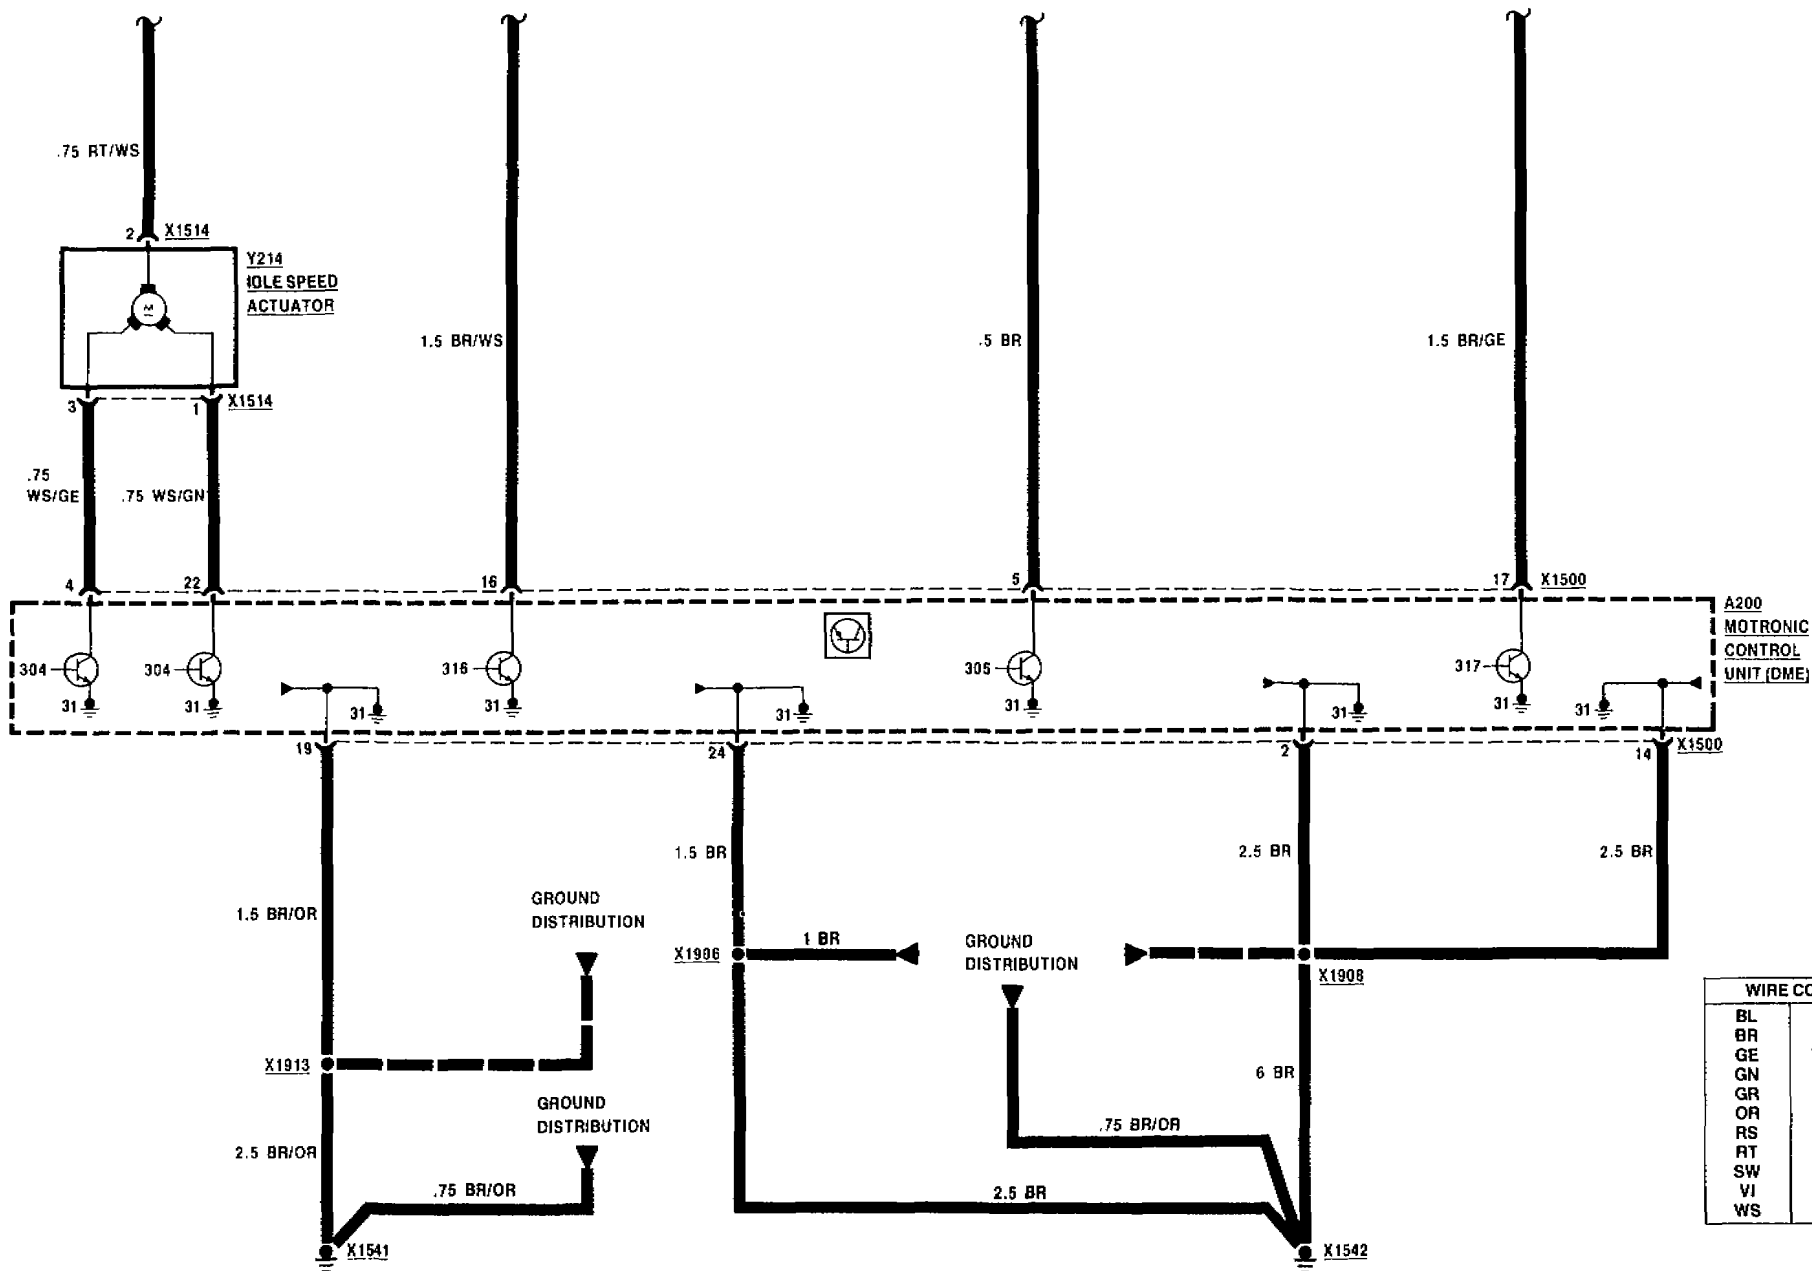 .75 RT/WS
2 X1514
Y214
IDLE SPEED
ACTUATOR
M
1.5 BR/WS
.5 BR
1.5 BR/GE
3 1 X1514
.75
WS/GE
.75 WS/GN
4 22 16 5 17 X1500
A200
MOTRONIC
CONTROL
UNIT (DME)
304 304 316 305 317
31 31 31 31 31 31 31 31 31
19 24 2 14 X1500
1.5 BR 2.5 BR 2.5 BR
1.5 BR/OR
GROUND
DISTRIBUTION
X1906 1 BR
GROUND
DISTRIBUTION
X1908
WIRE CO
BL
BR
GE
GN
GR
OR
RS
RT
SW
VI
WS
X1913
6 BR
GROUND
DISTRIBUTION
.75 BR/OR
2.5 BR/OR
.75 BR/OR
2.5 BR
X1541
X1542